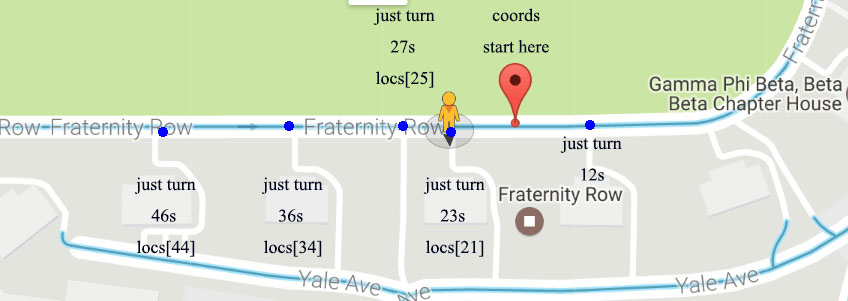 just turn
27s
locs[25]
coords
start here
Fraternity
Gamma Phi Beta, Beta
Beta Chapter House
Row Fraternity Row
Fraternity Row
just turn
12s
just turn
46s
locs[44]
just turn
36s
locs[34]
just turn
23s
locs[21]
Fraternity Row
Yale Ave
Ave
Yale Ave